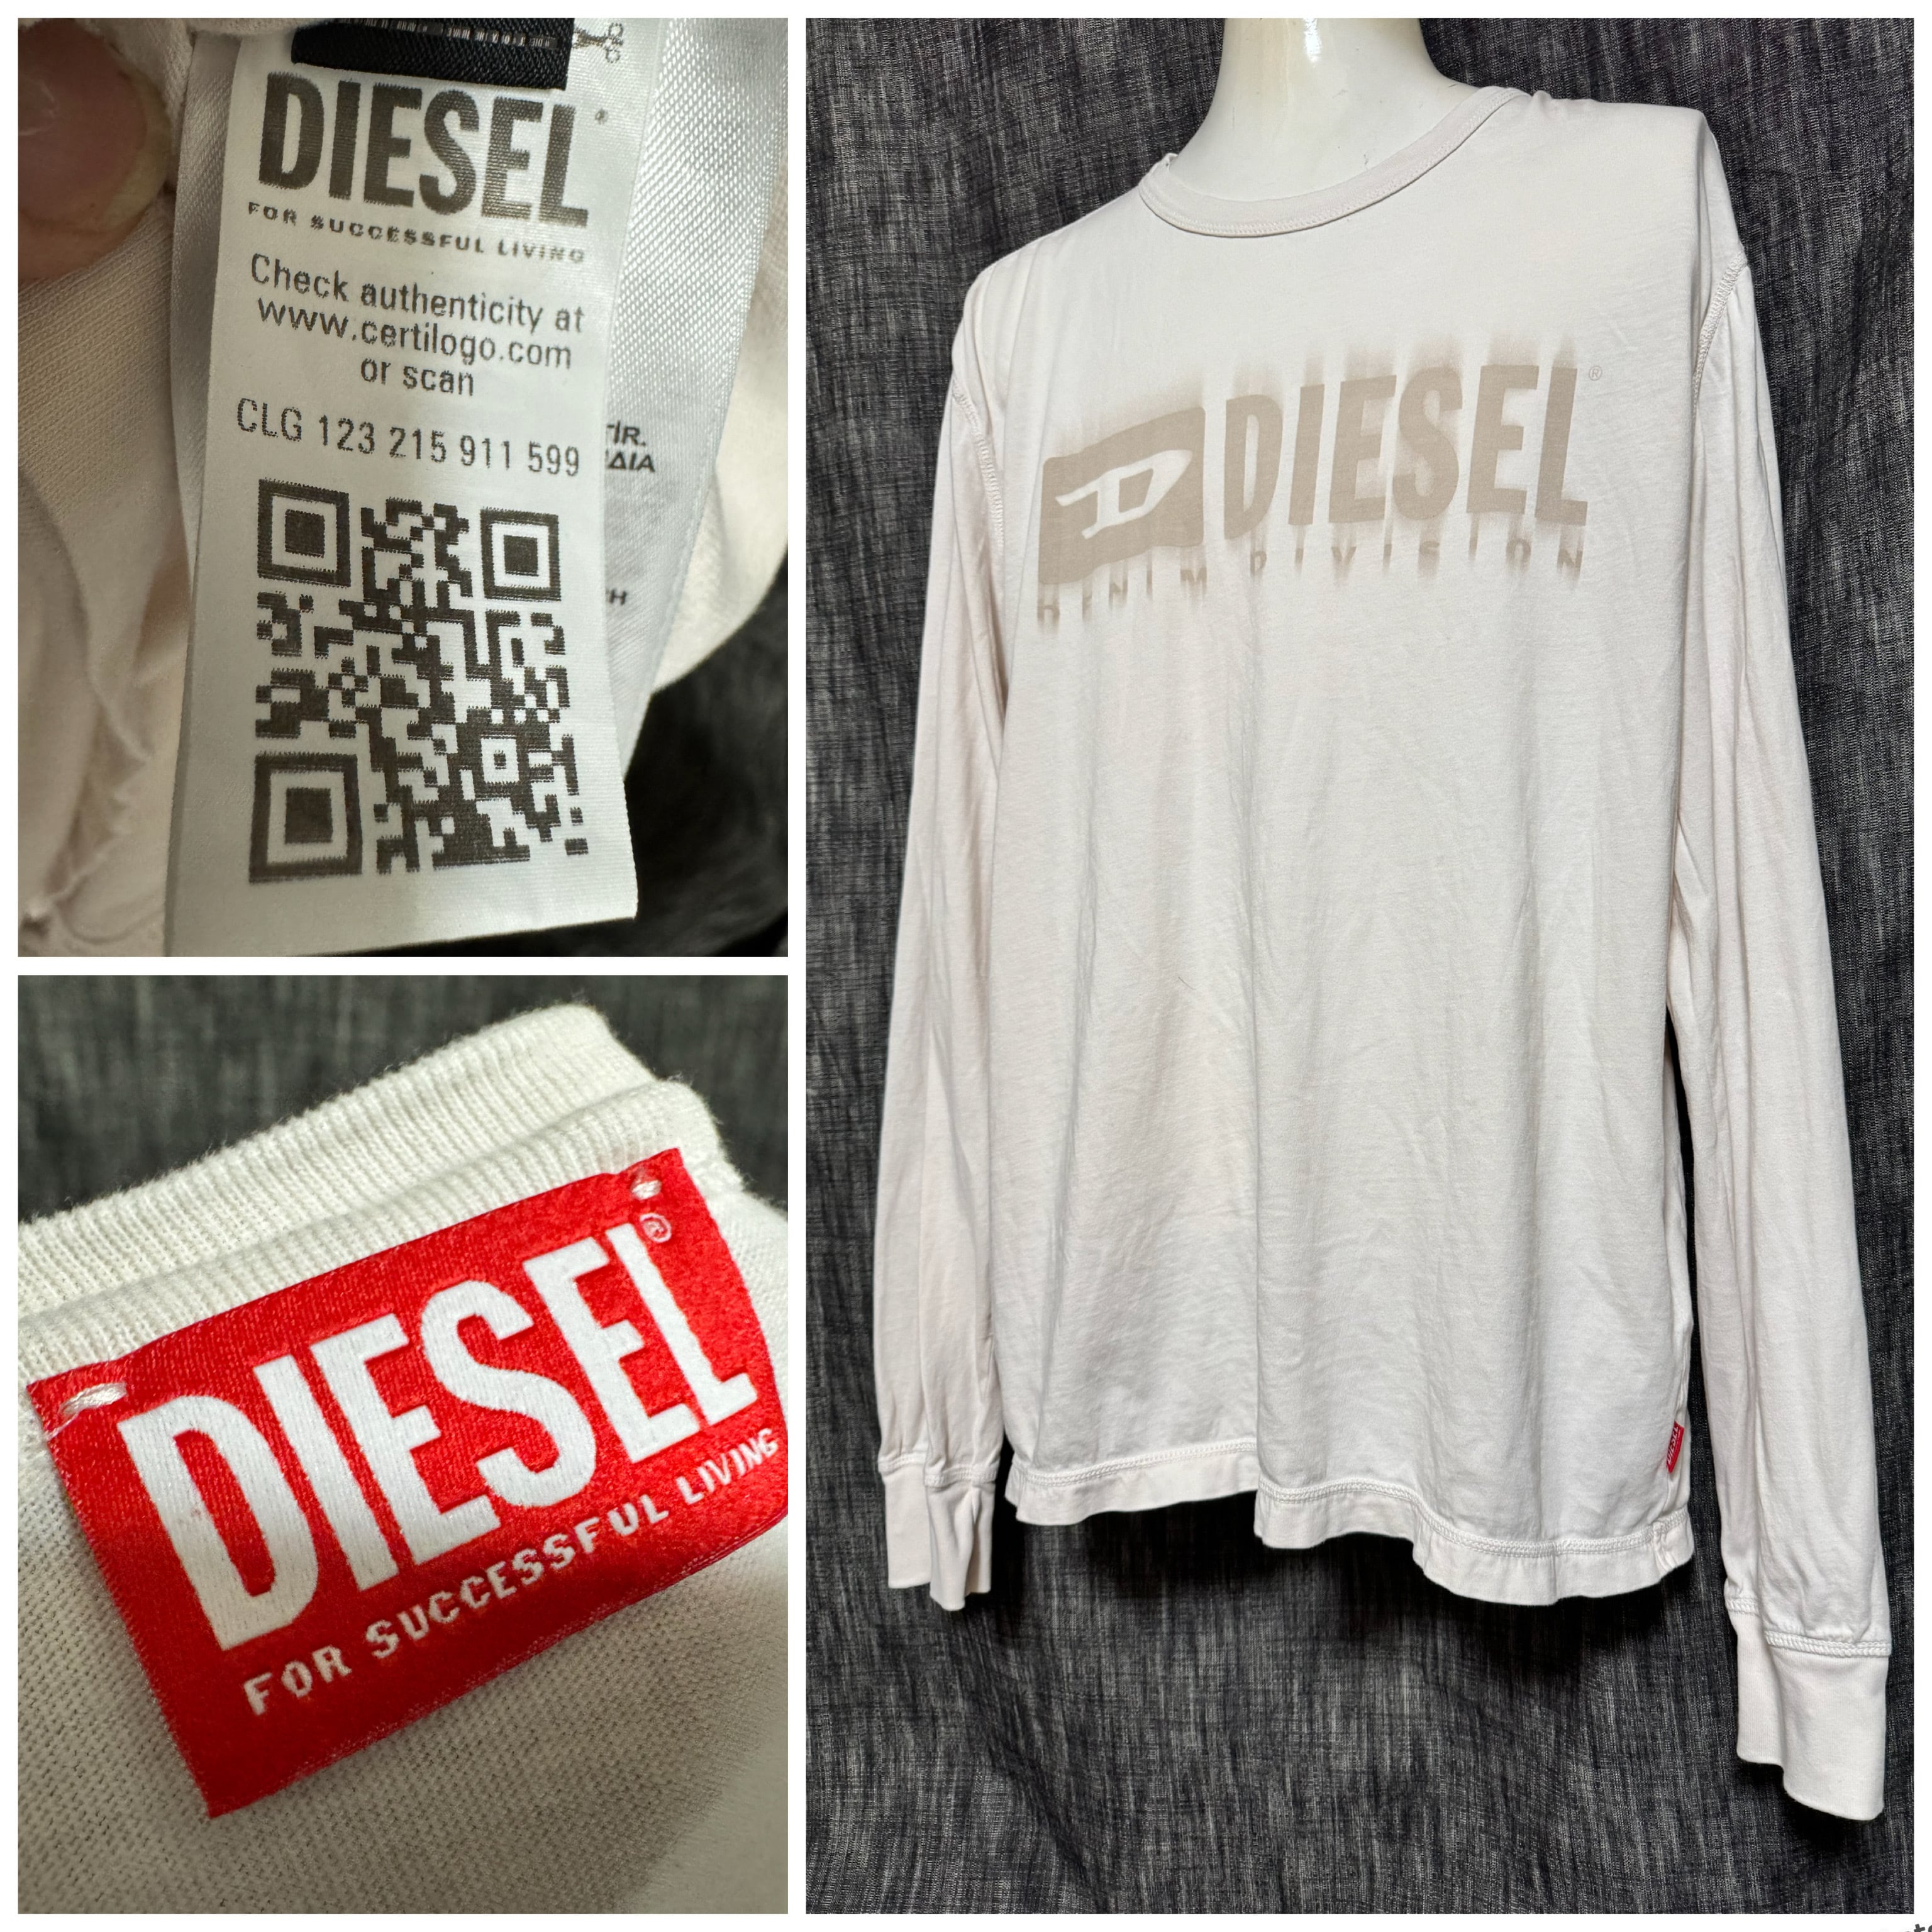 DIESEL®
FOR SUCCESSFUL LIVING
Check authenticity at
www.certilogo.com
or scan
CLG 123 215 911 599
DIESEL®
FOR SUCCESSFUL LIVING
D DIESEL®
DENIM DIVISION
DIESEL